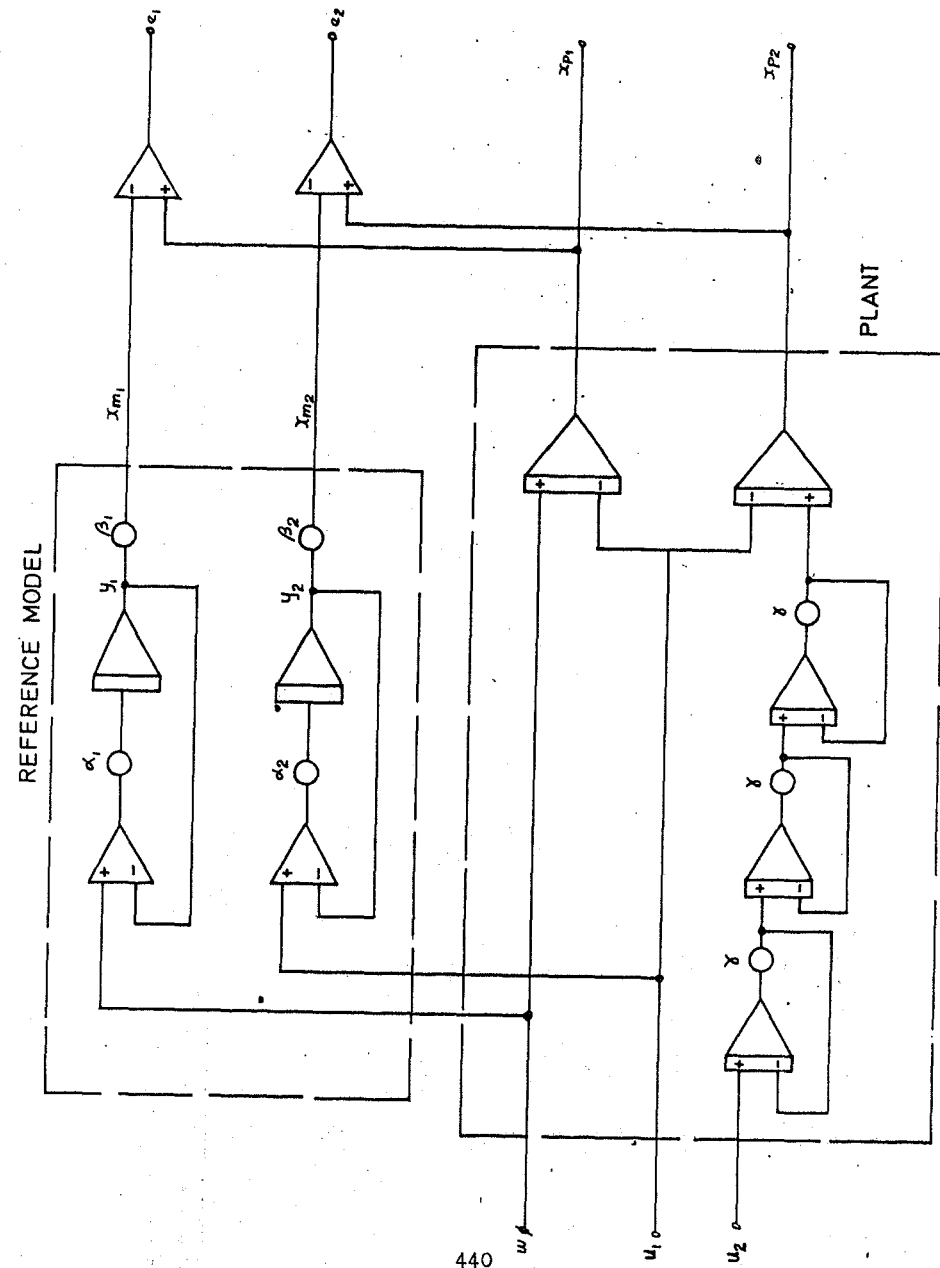 REFERENCE MODEL
α₁
y₁
β₁
xm₁
e₁
+
−
−
+
α₂
y₂
β₂
xm₂
e₂
+
−
−
+
w
+
−
xp₁
u₁
−
+
xp₂
u₂
+
−
γ
+
−
γ
+
−
γ
PLANT
440